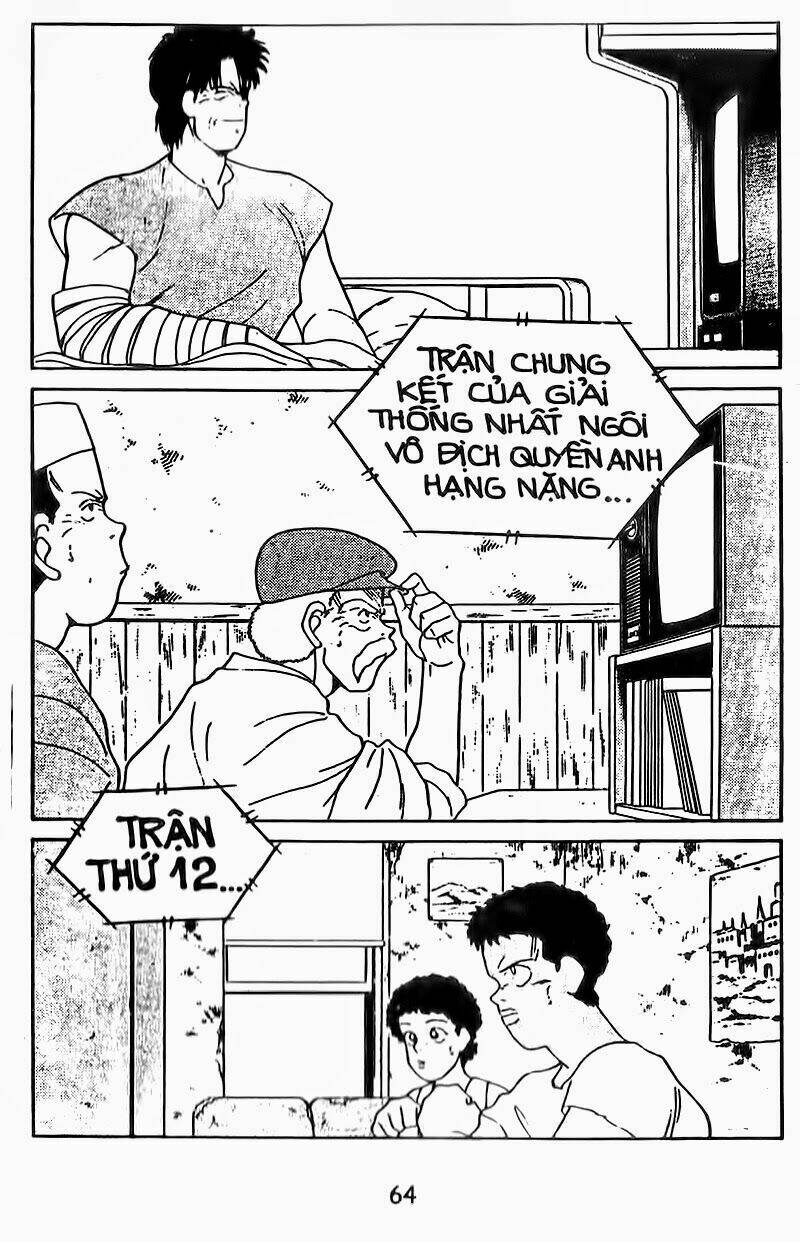 TRẬN CHUNG
KẾT CỦA GIẢI
THỐNG NHẤT NGÔI
VÔ ĐỊCH QUYỀN ANH
HẠNG NẶNG...
TRẬN
THỨ 12...
64